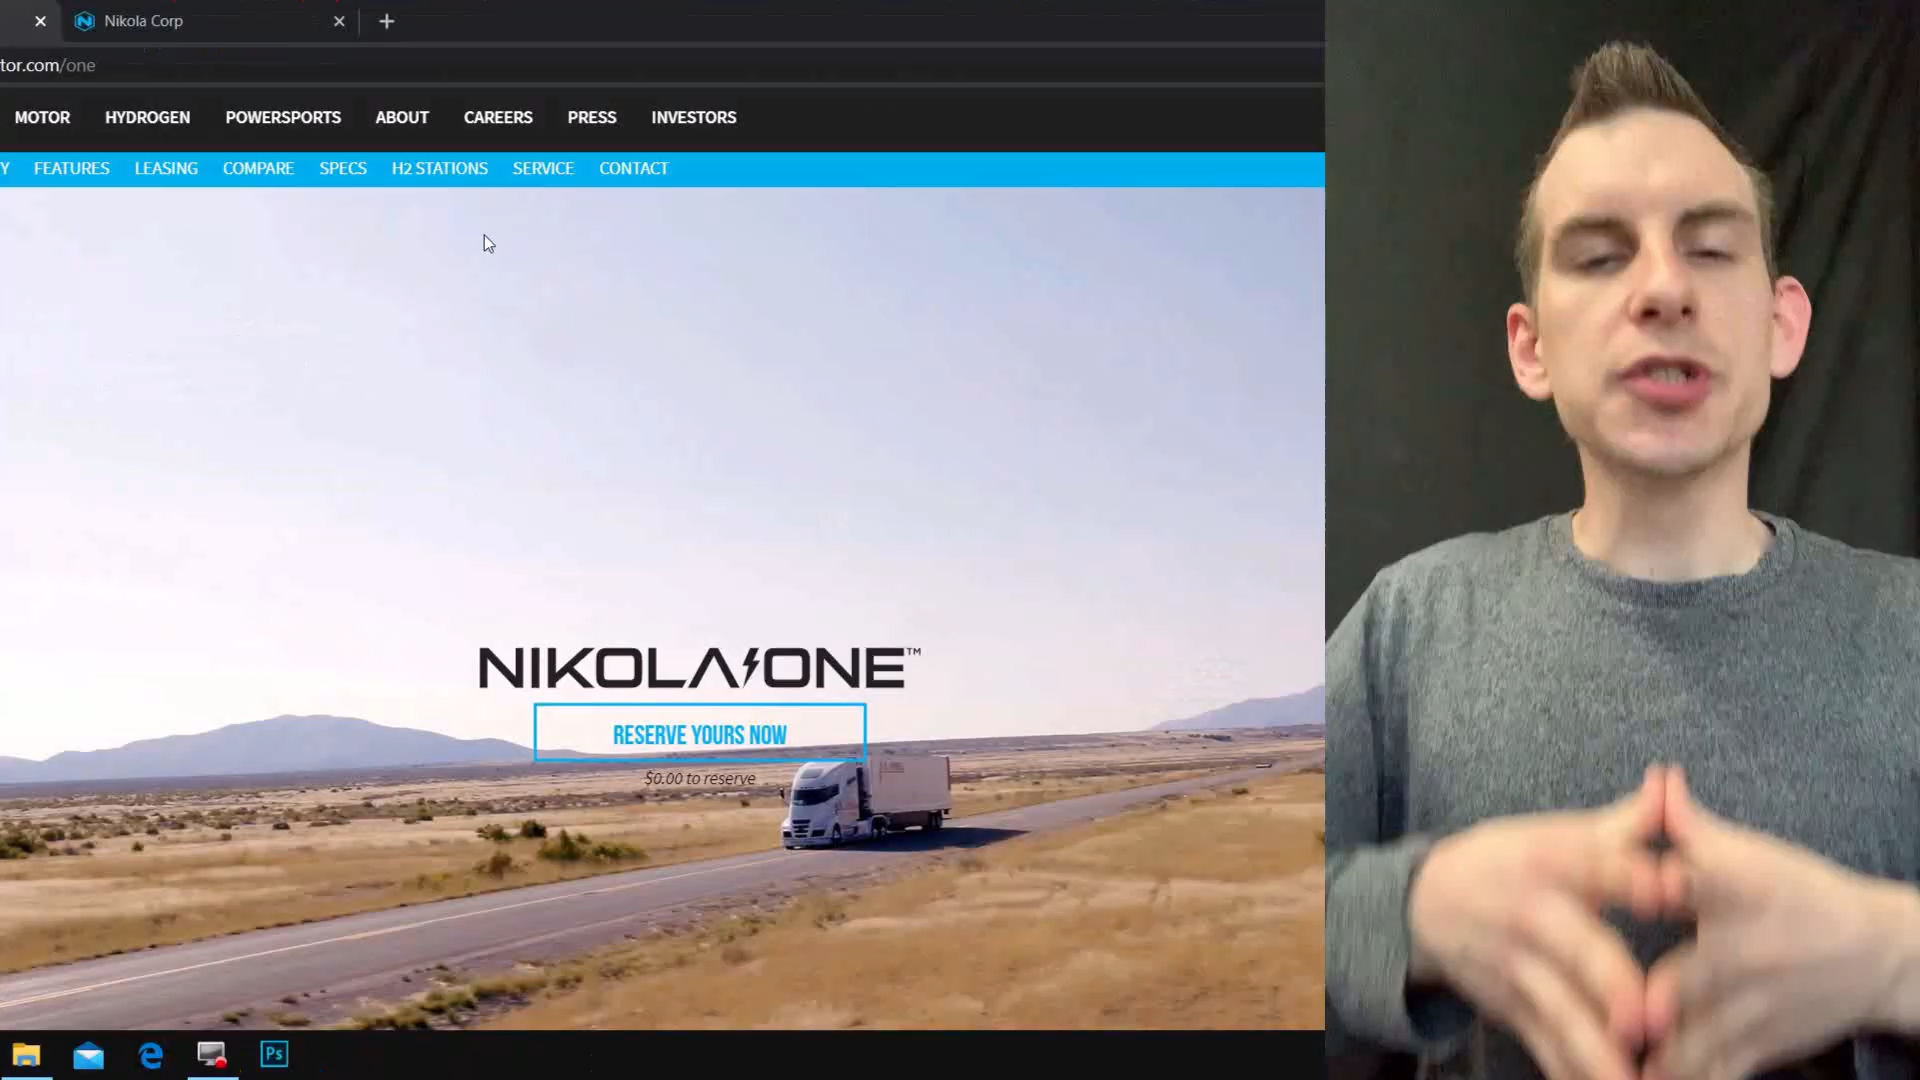 Nikola Corp
tor.com/one
MOTOR HYDROGEN POWERSPORTS ABOUT CAREERS PRESS INVESTORS
Y FEATURES LEASING COMPARE SPECS H2 STATIONS SERVICE CONTACT
NIKOLA ONE™
RESERVE YOURS NOW
$0.00 to reserve
Ps